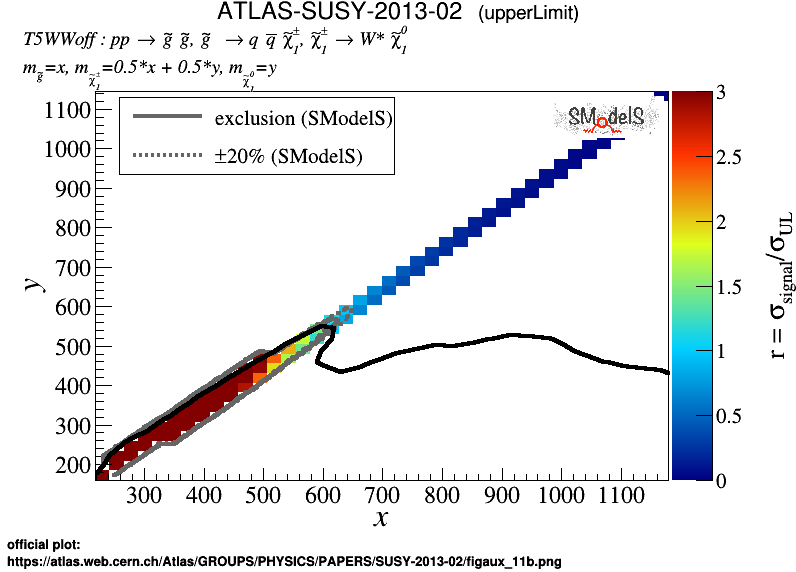 ATLAS-SUSY-2013-02 (upperLimit)
T5WWoff : pp → g̃ g̃, g̃ → q q̅ χ̃₁±, χ̃₁± → W* χ̃₁⁰
m_g̃=x, m_χ̃₁±=0.5*x + 0.5*y, m_χ̃₁⁰=y
exclusion (SModelS)
±20% (SModelS)
SModelS
1100
1000
900
800
700
600
500
400
300
200
y
300 400 500 600 700 800 900 1000 1100
x
3
2.5
2
1.5
1
0.5
0
r = σ_signal/σ_UL
official plot:
https://atlas.web.cern.ch/Atlas/GROUPS/PHYSICS/PAPERS/SUSY-2013-02/figaux_11b.png